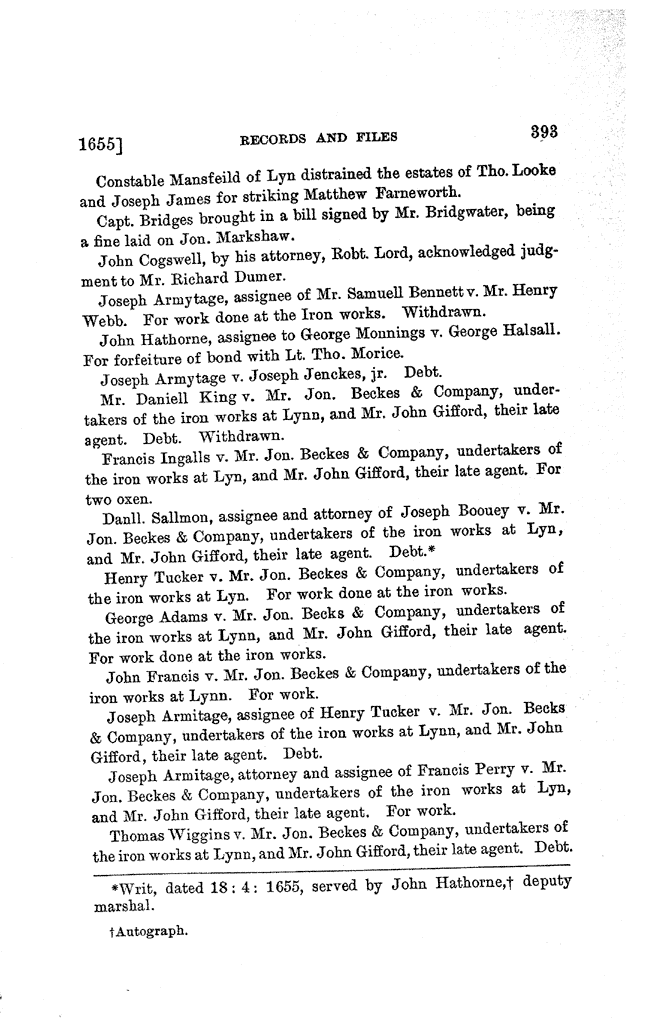 1655] RECORDS AND FILES 393
Constable Mansfeild of Lyn distrained the estates of Tho. Looke
and Joseph James for striking Matthew Farneworth.
Capt. Bridges brought in a bill signed by Mr. Bridgwater, being
a fine laid on Jon. Markshaw.
John Cogswell, by his attorney, Robt. Lord, acknowledged judg-
ment to Mr. Richard Dumer.
Joseph Armytage, assignee of Mr. Samuell Bennett v. Mr. Henry
Webb. For work done at the Iron works. Withdrawn.
John Hathorne, assignee to George Monnings v. George Halsall.
For forfeiture of bond with Lt. Tho. Morice.
Joseph Armytage v. Joseph Jenckes, jr. Debt.
Mr. Daniell King v. Mr. Jon. Beckes & Company, under-
takers of the iron works at Lynn, and Mr. John Gifford, their late
agent. Debt. Withdrawn.
Francis Ingalls v. Mr. Jon. Beckes & Company, undertakers of
the iron works at Lyn, and Mr. John Gifford, their late agent. For
two oxen.
Danll. Sallmon, assignee and attorney of Joseph Boouey v. Mr.
Jon. Beckes & Company, undertakers of the iron works at Lyn,
and Mr. John Gifford, their late agent. Debt.*
Henry Tucker v. Mr. Jon. Beckes & Company, undertakers of
the iron works at Lyn. For work done at the iron works.
George Adams v. Mr. Jon. Becks & Company, undertakers of
the iron works at Lynn, and Mr. John Gifford, their late agent.
For work done at the iron works.
John Francis v. Mr. Jon. Beckes & Company, undertakers of the
iron works at Lynn. For work.
Joseph Armitage, assignee of Henry Tucker v. Mr. Jon. Becks
& Company, undertakers of the iron works at Lynn, and Mr. John
Gifford, their late agent. Debt.
Joseph Armitage, attorney and assignee of Francis Perry v. Mr.
Jon. Beckes & Company, undertakers of the iron works at Lyn,
and Mr. John Gifford, their late agent. For work.
Thomas Wiggins v. Mr. Jon. Beckes & Company, undertakers of
the iron works at Lynn, and Mr. John Gifford, their late agent. Debt.
*Writ, dated 18 : 4 : 1655, served by John Hathorne,† deputy
marshal.
†Autograph.